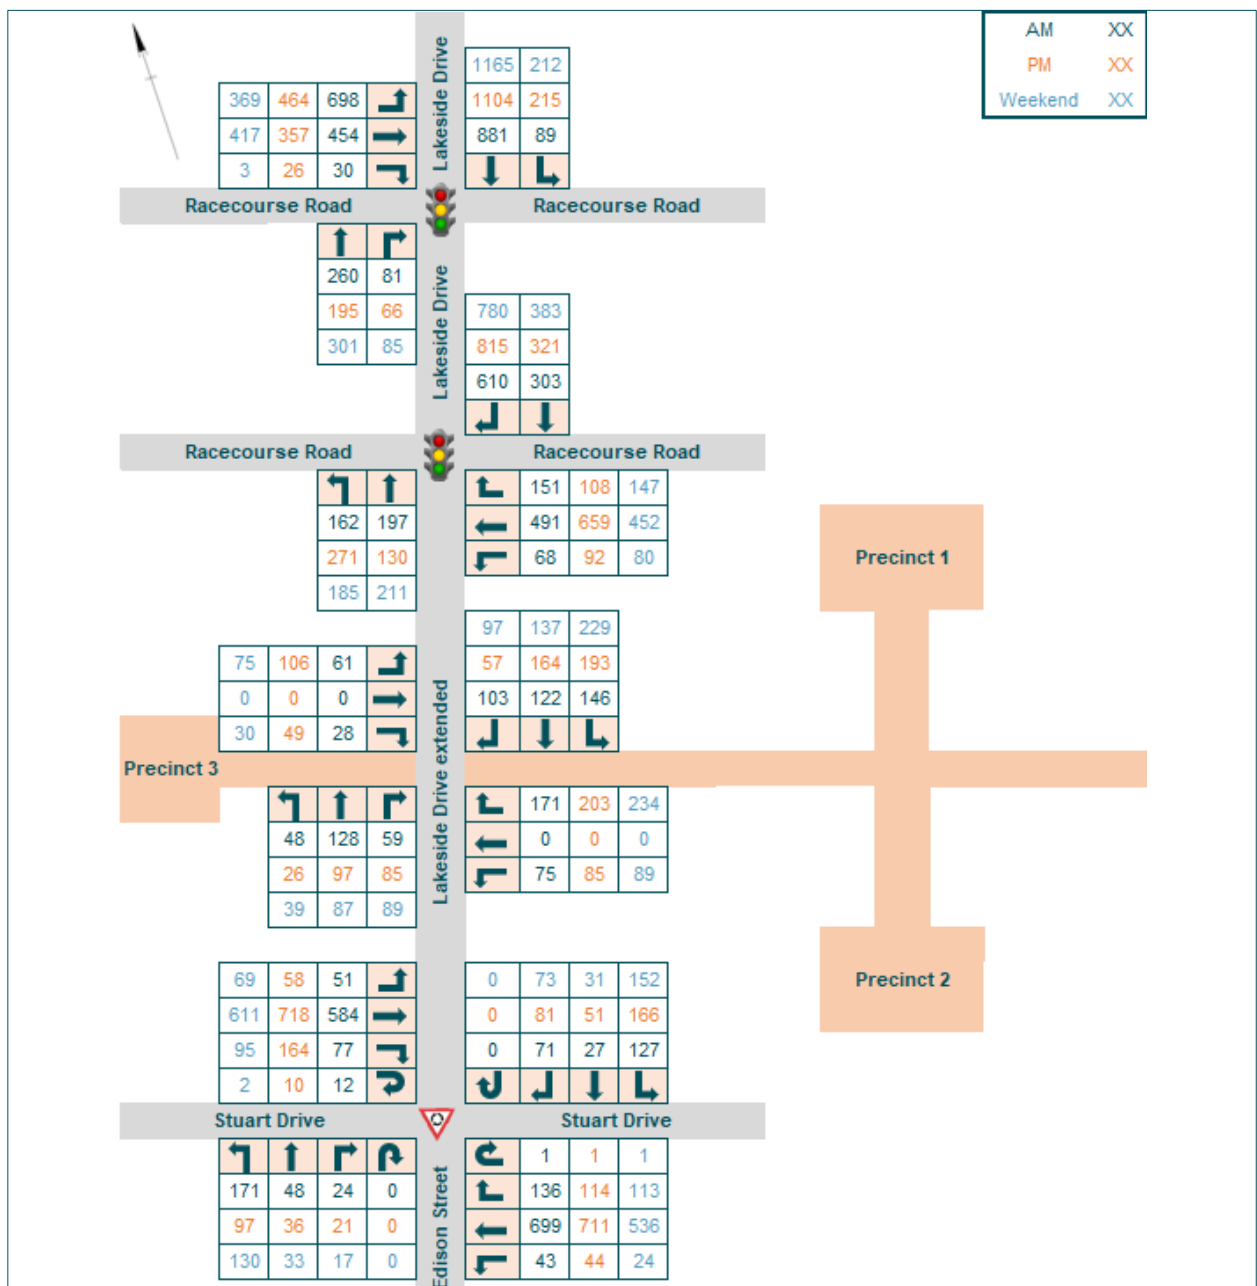 AM XX
PM XX
Weekend XX
Lakeside Drive
1165 212
1104 215
881 89
369 464 698
417 357 454
3 26 30
Racecourse Road Racecourse Road
260 81
195 66
301 85
Lakeside Drive
780 383
815 321
610 303
Racecourse Road Racecourse Road
162 197
271 130
185 211
151 108 147
491 659 452
68 92 80
Precinct 1
Lakeside Drive extended
97 137 229
57 164 193
103 122 146
75 106 61
0 0 0
30 49 28
Precinct 3
48 128 59
26 97 85
39 87 89
171 203 234
0 0 0
75 85 89
Precinct 2
69 58 51
611 718 584
95 164 77
2 10 12
0 73 31 152
0 81 51 166
0 71 27 127
Stuart Drive Stuart Drive
171 48 24 0
97 36 21 0
130 33 17 0
Edison Street
1 1 1
136 114 113
699 711 536
43 44 24